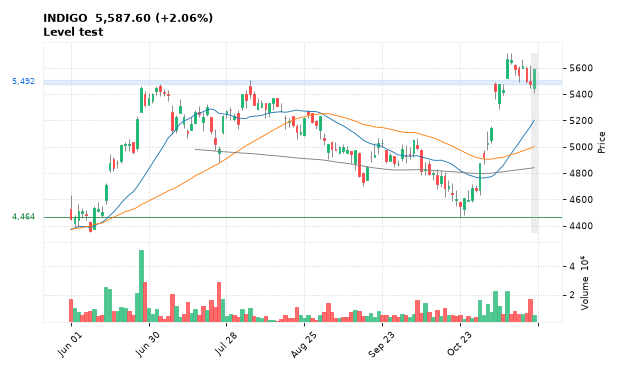 INDIGO 5,587.60 (+2.06%)
Level test
5,492
4,464
5600
5400
5200
5000
4800
4600
4400
Price
4
2
Volume 10⁶
Jun 01
Jun 30
Jul 28
Aug 25
Sep 23
Oct 23